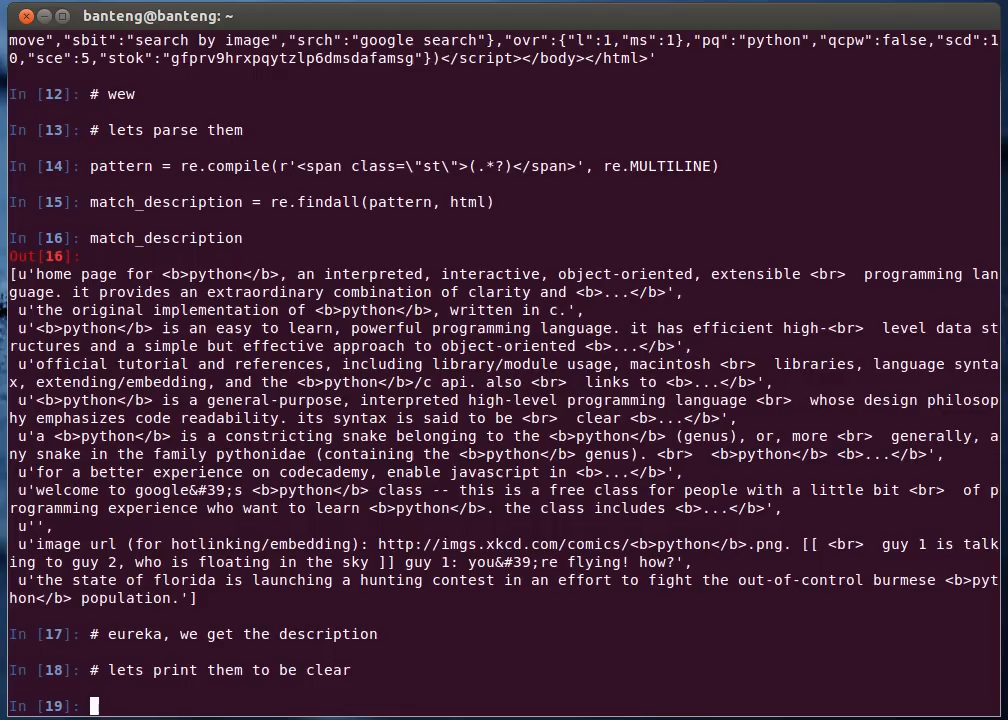 banteng@banteng: ~
move","sbit":"search by image","srch":"google search"},"ovr":{"l":1,"ms":1},"pq":"python","qcpw":false,"scd":1
0,"sce":5,"stok":"gfprv9hrxpqytzlp6dmsdafamsg"})</script></body></html>'
In [12]: # wew
In [13]: # lets parse them
In [14]: pattern = re.compile(r'<span class=\"st\">(.*?)</span>', re.MULTILINE)
In [15]: match_description = re.findall(pattern, html)
In [16]: match_description
Out[16]:
[u'home page for <b>python</b>, an interpreted, interactive, object-oriented, extensible <br>  programming lan
guage. it provides an extraordinary combination of clarity and <b>...</b>',
u'the original implementation of <b>python</b>, written in c.',
u'<b>python</b> is an easy to learn, powerful programming language. it has efficient high-<br>  level data st
ructures and a simple but effective approach to object-oriented <b>...</b>',
u'official tutorial and references, including library/module usage, macintosh <br>  libraries, language synta
x, extending/embedding, and the <b>python</b>/c api. also <br>  links to <b>...</b>',
u'<b>python</b> is a general-purpose, interpreted high-level programming language <br>  whose design philosop
hy emphasizes code readability. its syntax is said to be <br>  clear <b>...</b>',
u'a <b>python</b> is a constricting snake belonging to the <b>python</b> (genus), or, more <br>  generally, a
ny snake in the family pythonidae (containing the <b>python</b> genus). <br>  <b>python</b> <b>...</b>',
u'for a better experience on codecademy, enable javascript in <b>...</b>',
u'welcome to google&#39;s <b>python</b> class -- this is a free class for people with a little bit <br>  of p
rogramming experience who want to learn <b>python</b>. the class includes <b>...</b>',
u'',
u'image url (for hotlinking/embedding): http://imgs.xkcd.com/comics/<b>python</b>.png. [[ <br>  guy 1 is talk
ing to guy 2, who is floating in the sky ]] guy 1: you&#39;re flying! how?',
u'the state of florida is launching a hunting contest in an effort to fight the out-of-control burmese <b>pyt
hon</b> population.']
In [17]: # eureka, we get the description
In [18]: # lets print them to be clear
In [19]: